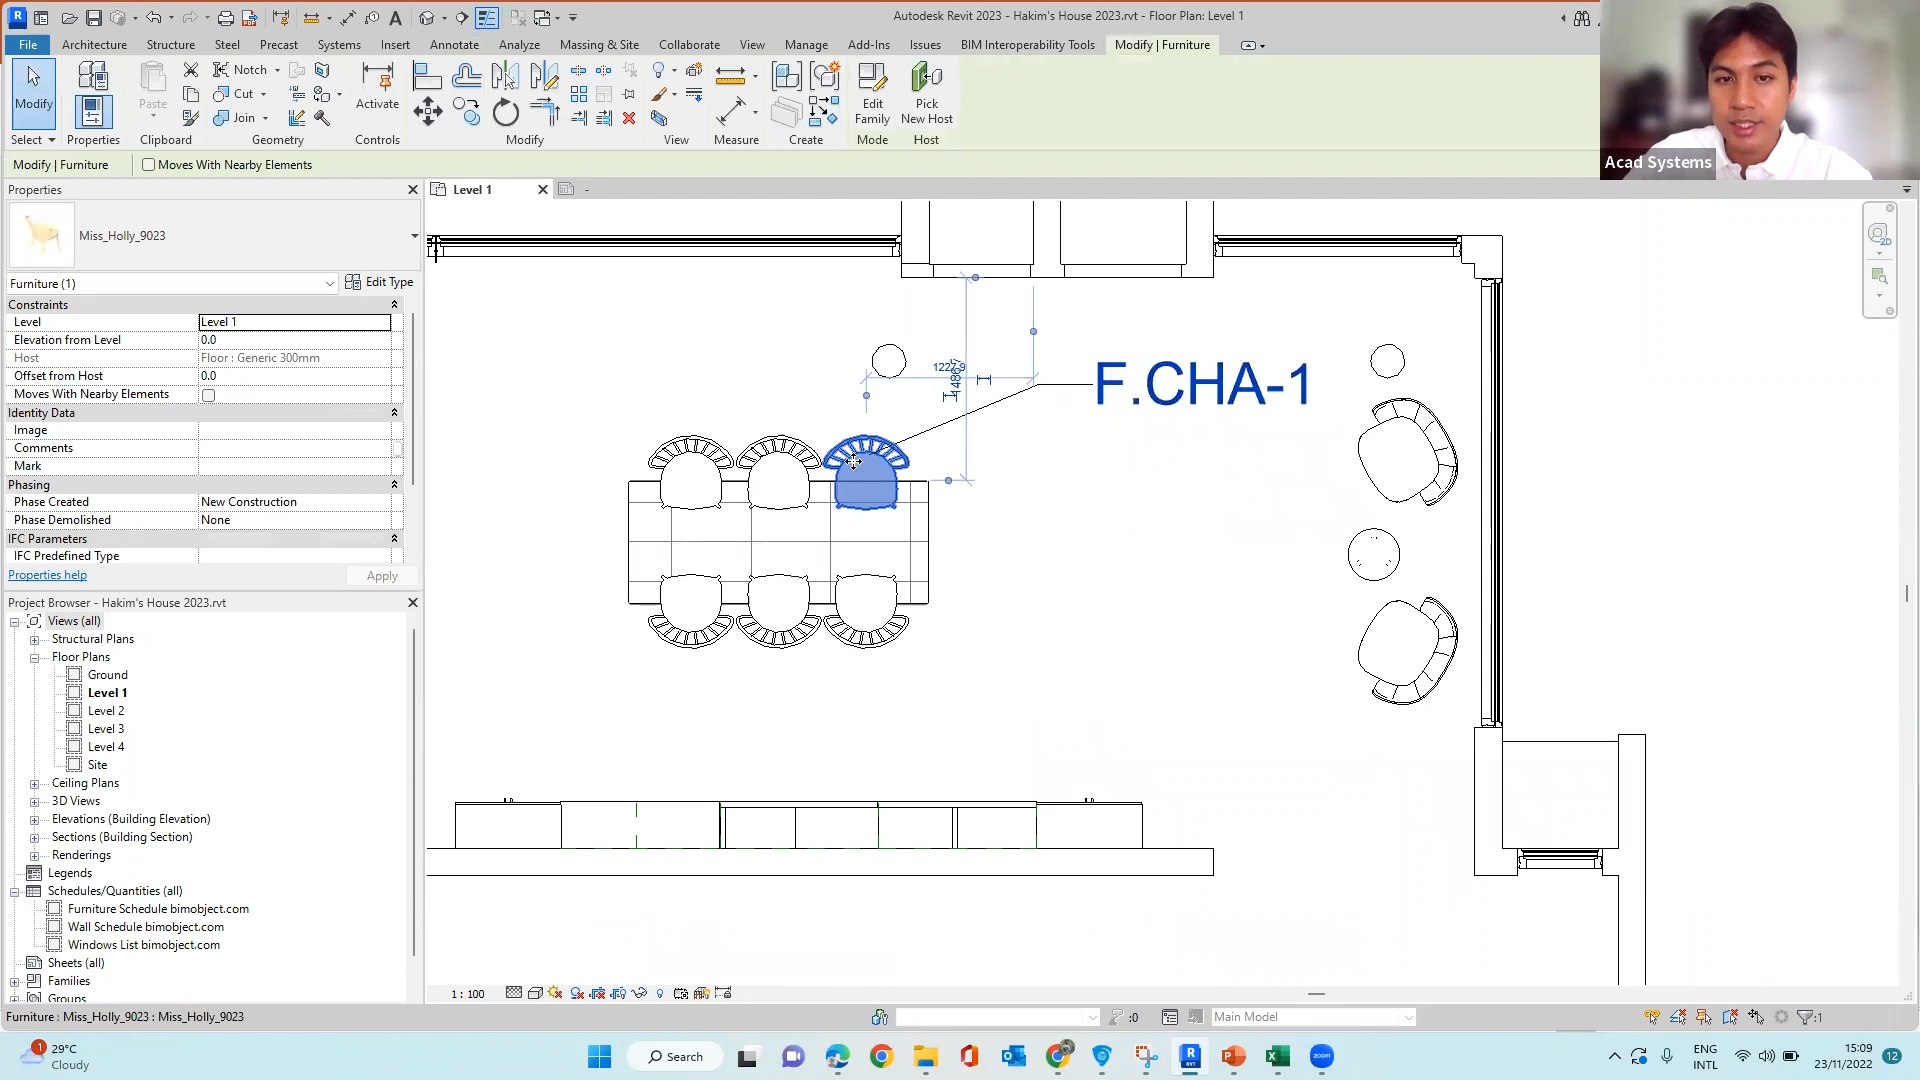 Autodesk Revit 2023 - Hakim's House 2023.rvt - Floor Plan: Level 1
File Architecture Structure Steel Precast Systems Insert Annotate Analyze Massing & Site Collaborate View Manage Add-Ins Issues BIM Interoperability Tools Modify | Furniture
Modify
Paste
Notch
Cut
Join
Activate
Edit Family
Pick New Host
Select Properties Clipboard Geometry Controls Modify View Measure Create Mode Host
Acad Systems
Modify | Furniture Moves With Nearby Elements
Properties
Level 1
-
Miss_Holly_9023
2D
Furniture (1) Edit Type
Constraints
Level Level 1
Elevation from Level 0.0
Host Floor : Generic 300mm
Offset from Host 0.0
Moves With Nearby Elements
Identity Data
Image
Comments
Mark
Phasing
Phase Created New Construction
Phase Demolished None
IFC Parameters
IFC Predefined Type
Properties help Apply
F.CHA-1
Project Browser - Hakim's House 2023.rvt
Views (all)
Structural Plans
Floor Plans
Ground
Level 1
Level 2
Level 3
Level 4
Site
Ceiling Plans
3D Views
Elevations (Building Elevation)
Sections (Building Section)
Renderings
Legends
Schedules/Quantities (all)
Furniture Schedule bimobject.com
Wall Schedule bimobject.com
Windows List bimobject.com
Sheets (all)
Families
Groups
1 : 100
Furniture : Miss_Holly_9023 : Miss_Holly_9023
:0
Main Model
:1
1
29°C
Cloudy
Search
zoom
ENG
INTL
15:09
23/11/2022
12